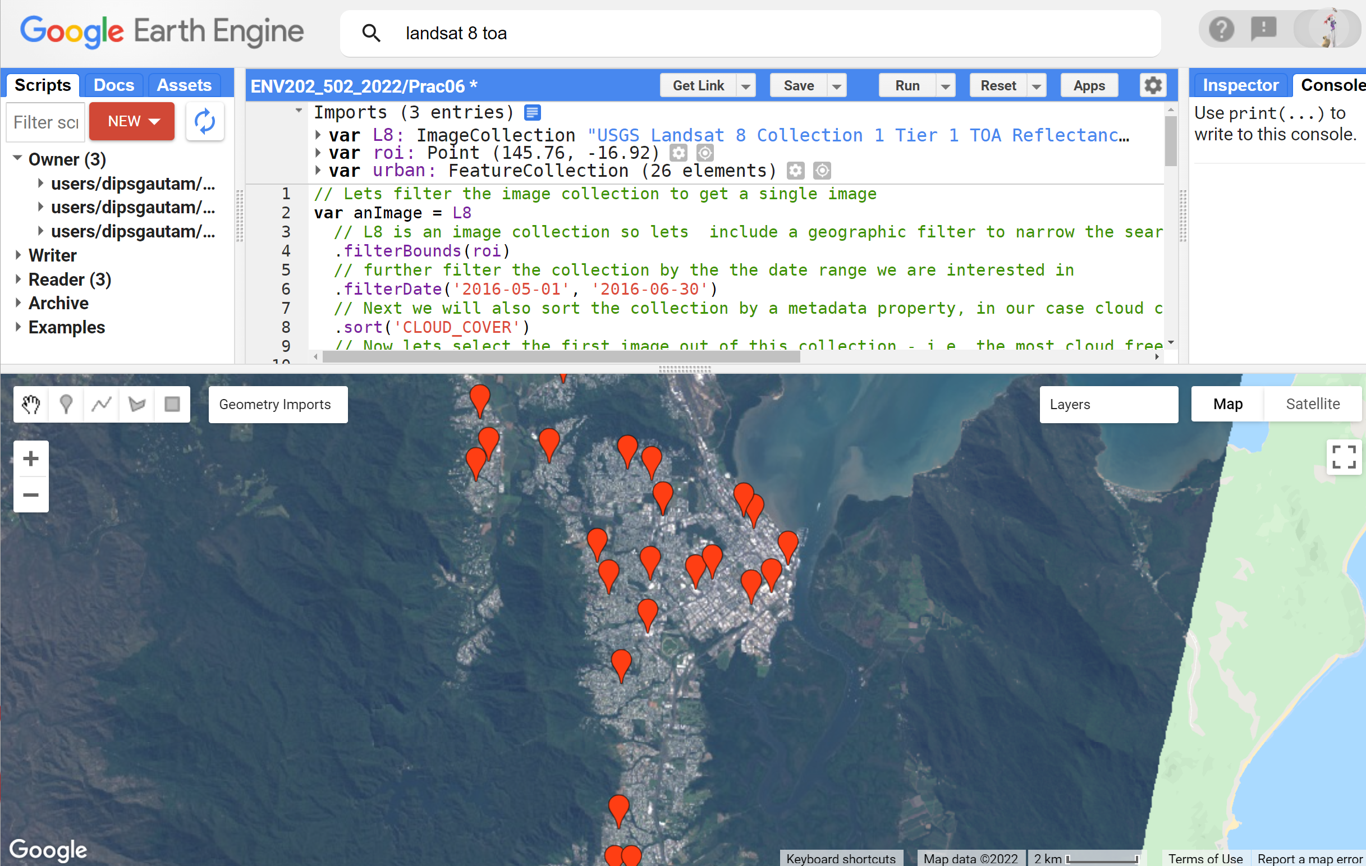 Google Earth Engine
landsat 8 toa
Scripts Docs Assets
Filter scr
NEW
Owner (3)
users/dipsgautam/...
users/dipsgautam/...
users/dipsgautam/...
Writer
Reader (3)
Archive
Examples
ENV202_502_2022/Prac06 *
Get Link Save Run Reset Apps
Imports (3 entries)
var L8: ImageCollection "USGS Landsat 8 Collection 1 Tier 1 TOA Reflectanc…
var roi: Point (145.76, -16.92)
var urban: FeatureCollection (26 elements)
1 // Lets filter the image collection to get a single image
2 var anImage = L8
3 // L8 is an image collection so lets  include a geographic filter to narrow the sear
4 .filterBounds(roi)
5 // further filter the collection by the the date range we are interested in
6 .filterDate('2016-05-01', '2016-06-30')
7 // Next we will also sort the collection by a metadata property, in our case cloud c
8 .sort('CLOUD_COVER')
9 // Now lets select the first image out of this collection - i.e. the most cloud free
10
Inspector Console
Use print(...) to
write to this console.
Geometry Imports
Layers
Map Satellite
Google
Keyboard shortcuts Map data ©2022 2 km Terms of Use Report a map error